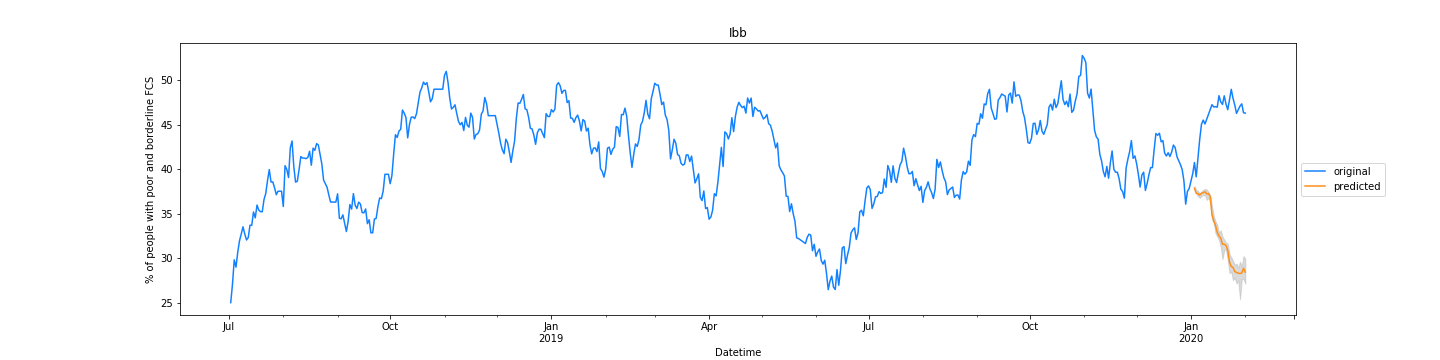 Ibb
% of people with poor and borderline FCS
50
45
40
35
30
25
Jul
Oct
Jan
2019
Apr
Jul
Oct
Jan
2020
Datetime
original
predicted